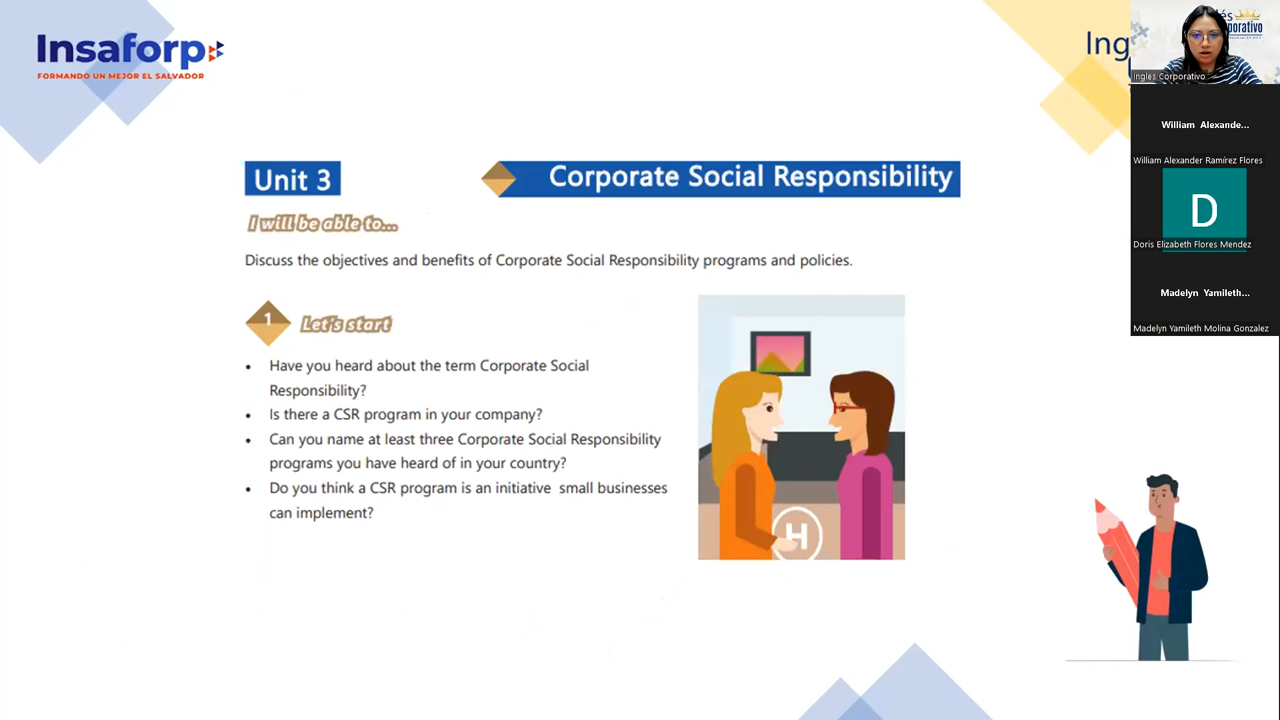 Insaforp
FORMANDO UN MEJOR EL SALVADOR
Ing
Ingles Corporativo
William Alexande...
William Alexander Ramírez Flores
D
Doris Elizabeth Flores Mendez
Madelyn Yamileth...
Madelyn Yamileth Molina Gonzalez
Unit 3
Corporate Social Responsibility
I will be able to...
Discuss the objectives and benefits of Corporate Social Responsibility programs and policies.
1
Let's start
• Have you heard about the term Corporate Social
Responsibility?
• Is there a CSR program in your company?
• Can you name at least three Corporate Social Responsibility
programs you have heard of in your country?
• Do you think a CSR program is an initiative small businesses
can implement?
H